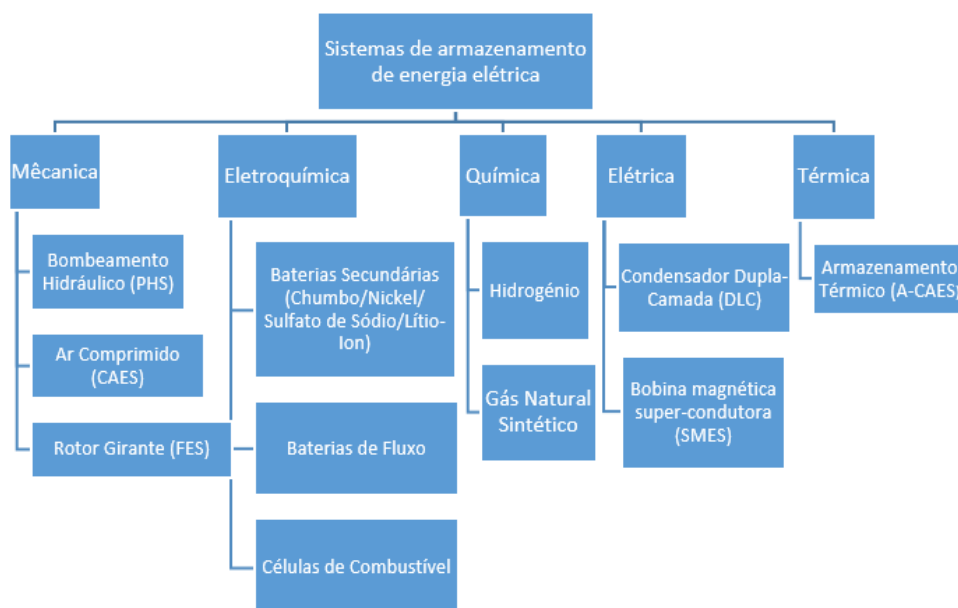 Sistemas de armazenamento
de energia elétrica
Mêcanica
Bombeamento
Hidráulico (PHS)
Ar Comprimido
(CAES)
Rotor Girante (FES)
Eletroquímica
Baterias Secundárias
(Chumbo/Nickel/
Sulfato de Sódio/Lítio-
Ion)
Baterias de Fluxo
Células de Combustível
Química
Hidrogénio
Gás Natural
Sintético
Elétrica
Condensador Dupla-
Camada (DLC)
Bobina magnética
super-condutora
(SMES)
Térmica
Armazenamento
Térmico (A-CAES)